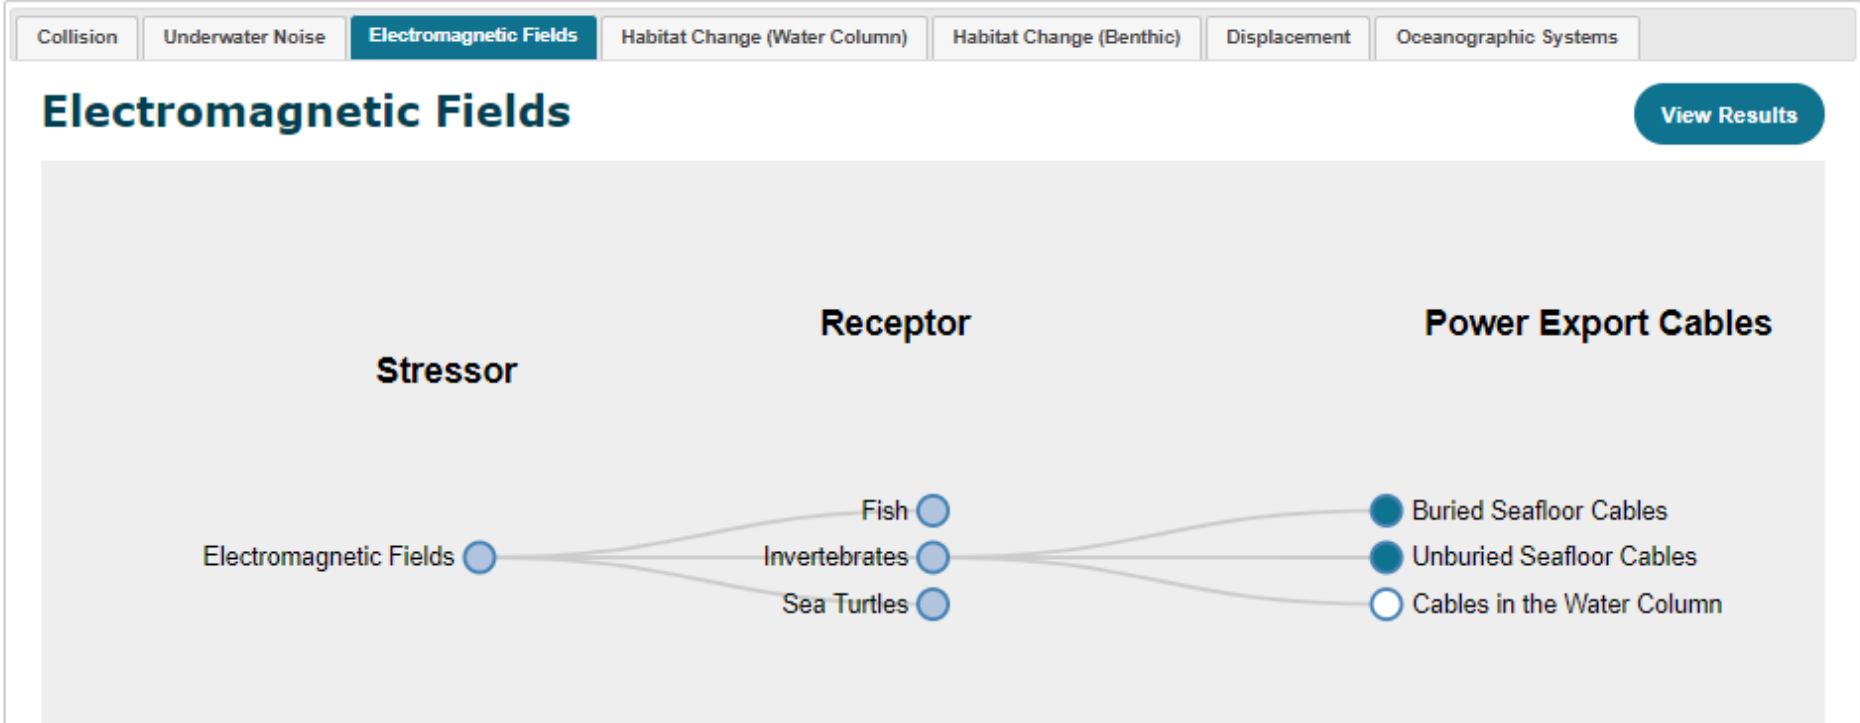 Collision
Underwater Noise
Electromagnetic Fields
Habitat Change (Water Column)
Habitat Change (Benthic)
Displacement
Oceanographic Systems
Electromagnetic Fields
View Results
Stressor
Receptor
Power Export Cables
Electromagnetic Fields
Fish
Invertebrates
Sea Turtles
Buried Seafloor Cables
Unburied Seafloor Cables
Cables in the Water Column